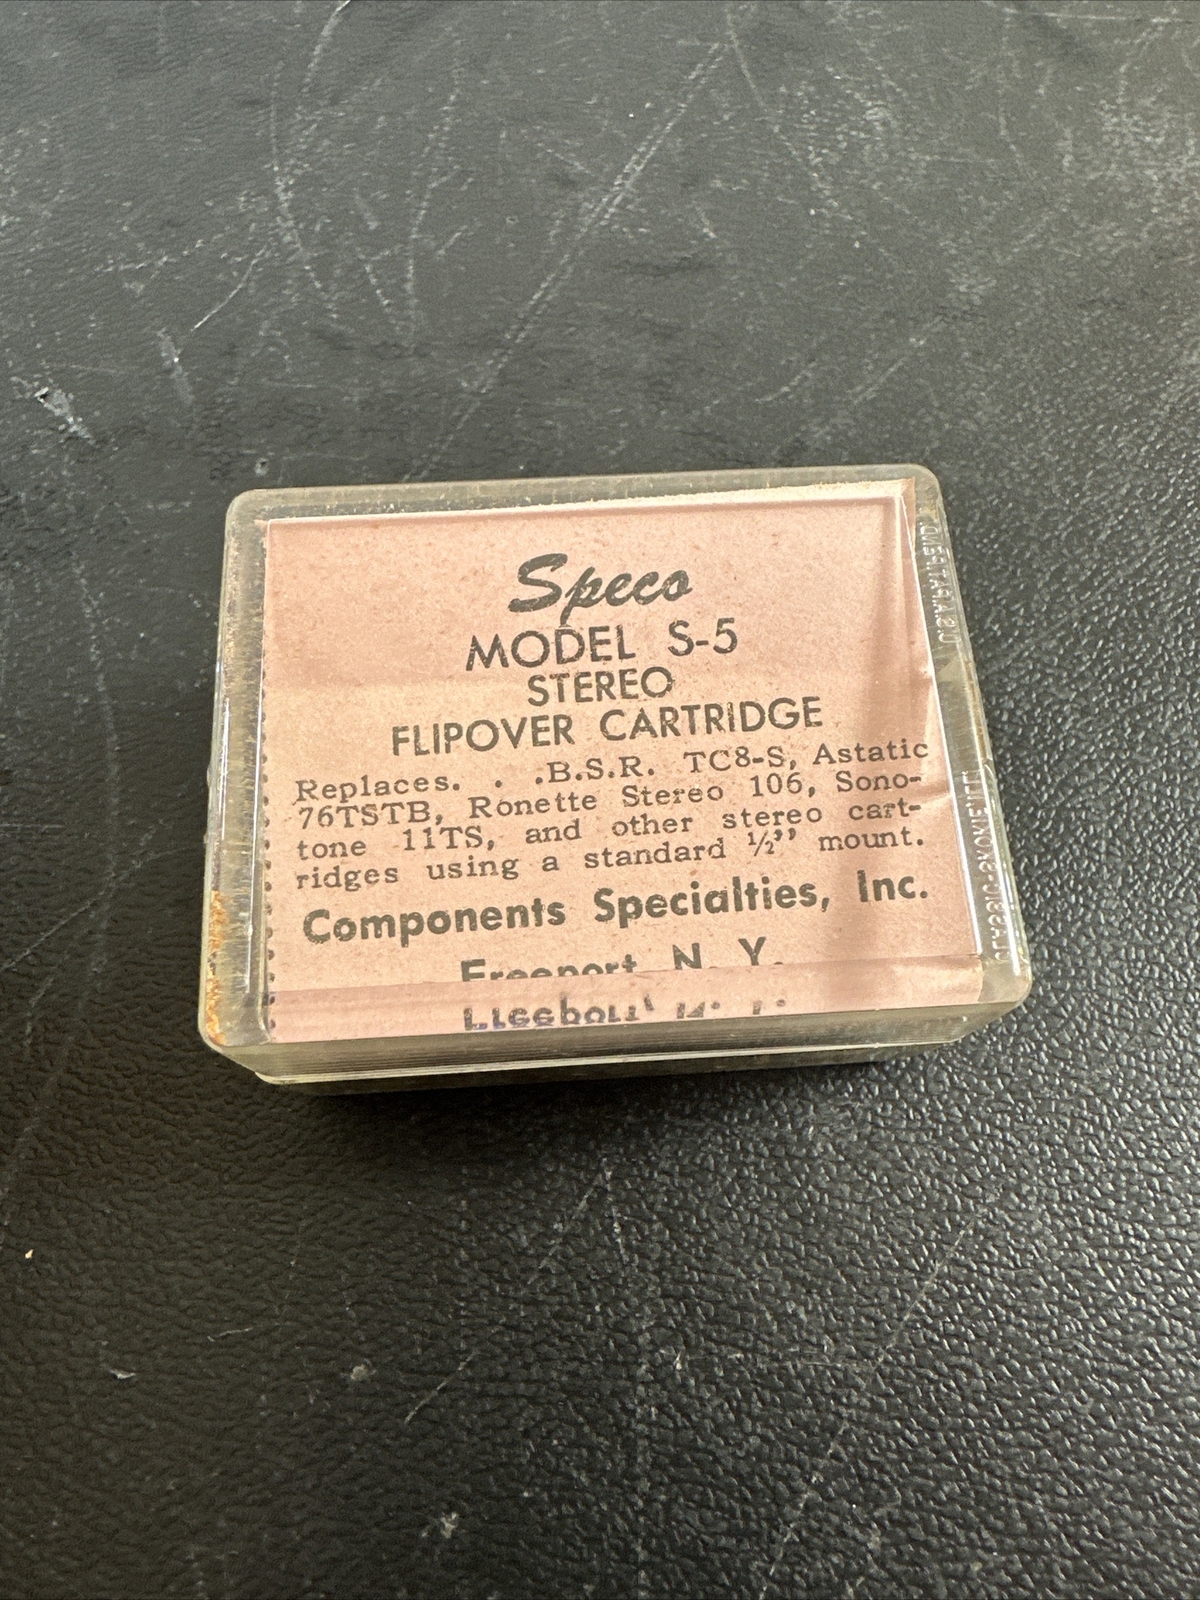 Speco
MODEL S-5
STEREO
FLIPOVER CARTRIDGE
Replaces. . .B.S.R. TC8-S, Astatic
76TSTB, Ronette Stereo 106, Sono-
tone 11TS, and other stereo cart-
ridges using a standard ½" mount.
Components Specialties, Inc.
Freeport, N. Y.